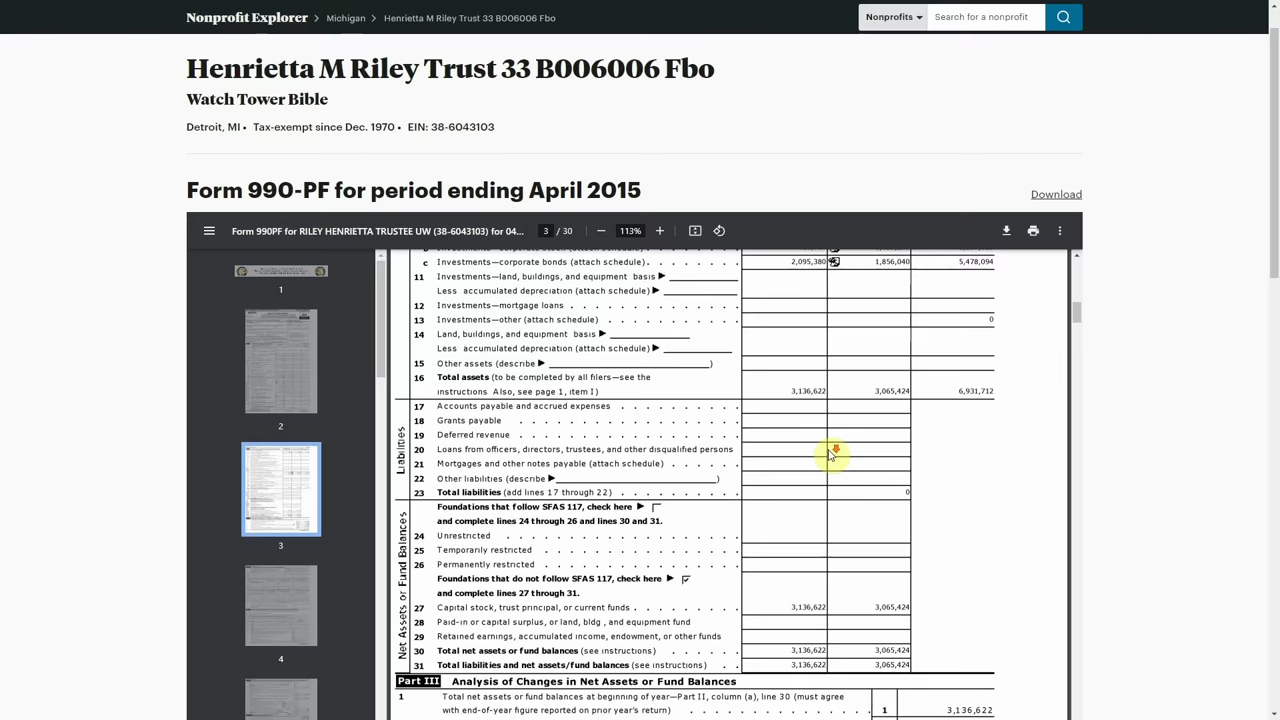 Nonprofit Explorer > Michigan > Henrietta M Riley Trust 33 B006006 Fbo
Nonprofits
Search for a nonprofit
Henrietta M Riley Trust 33 B006006 Fbo
Watch Tower Bible
Detroit, MI • Tax-exempt since Dec. 1970 • EIN: 38-6043103
Form 990-PF for period ending April 2015
Download
Form 990PF for RILEY HENRIETTA TRUSTEE UW (38-6043103) for 04... 3 / 30 113%
1
2
3
4
c Investments—corporate bonds (attach schedule). 2,095,380 1,856,040 5,478,094
11 Investments—land, buildings, and equipment basis ▶
Less accumulated depreciation (attach schedule) ▶
12 Investments—mortgage loans
13 Investments—other (attach schedule) 0
14 Land, buildings, and equipment basis ▶
Less accumulated depreciation (attach schedule) ▶
15 Other assets (describe ▶ )
16 Total assets (to be completed by all filers—see the
instructions Also, see page 1, item I) 3,136,622 3,065,424 6,931,712
Liabilities
17 Accounts payable and accrued expenses
18 Grants payable
19 Deferred revenue
20 Loans from officers, directors, trustees, and other disqualified persons
21 Mortgages and other notes payable (attach schedule)
22 Other liabilities (describe ▶ )
23 Total liabilities (add lines 17 through 22) 0
Net Assets or Fund Balances
Foundations that follow SFAS 117, check here ▶
and complete lines 24 through 26 and lines 30 and 31.
24 Unrestricted
25 Temporarily restricted
26 Permanently restricted
Foundations that do not follow SFAS 117, check here ▶
and complete lines 27 through 31.
27 Capital stock, trust principal, or current funds 3,136,622 3,065,424
28 Paid-in or capital surplus, or land, bldg , and equipment fund
29 Retained earnings, accumulated income, endowment, or other funds
30 Total net assets or fund balances (see instructions) 3,136,622 3,065,424
31 Total liabilities and net assets/fund balances (see instructions) 3,136,622 3,065,424
Part III Analysis of Changes in Net Assets or Fund Balances
1 Total net assets or fund balances at beginning of year—Part II, column (a), line 30 (must agree
with end-of-year figure reported on prior year's return) 1 3,136,622